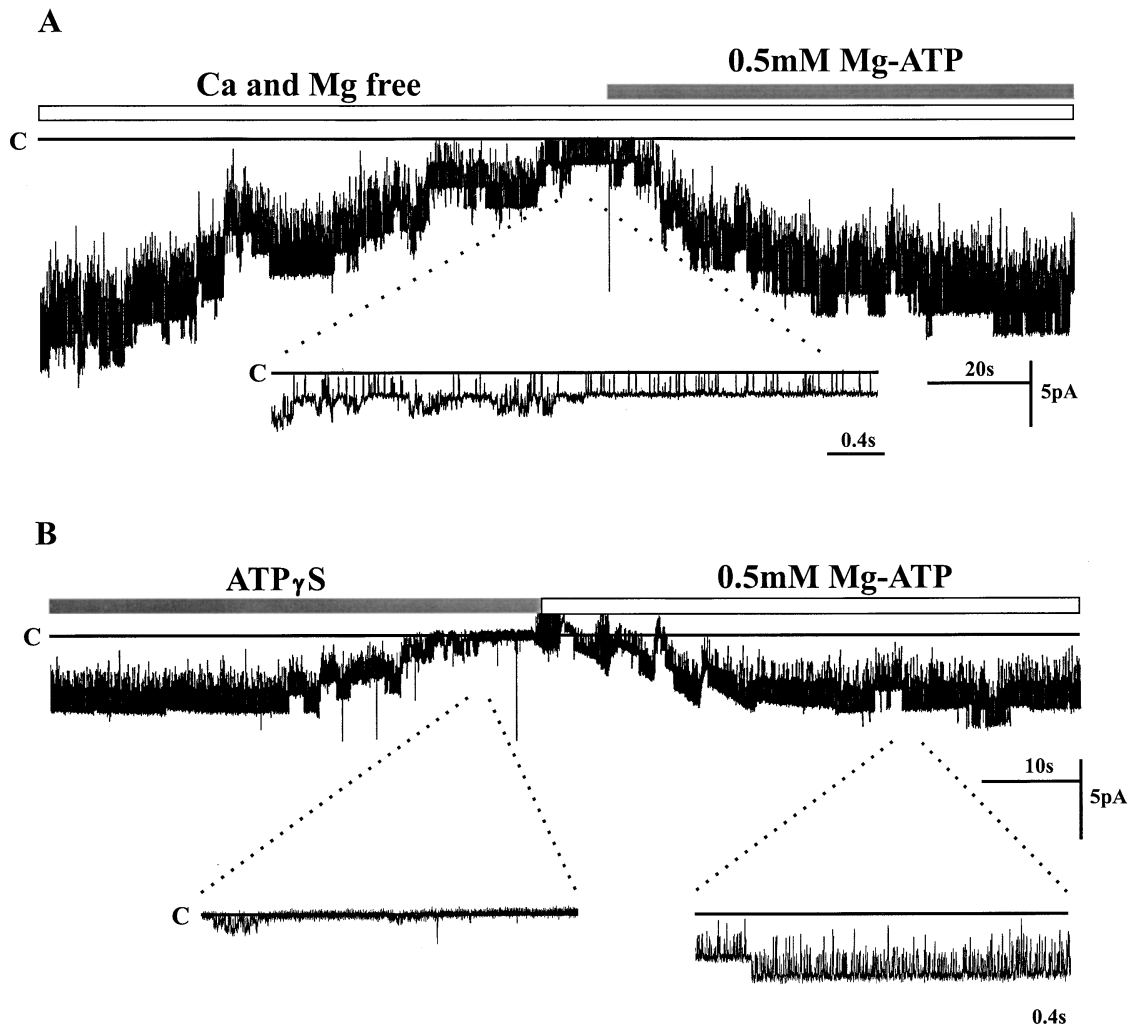 A
0.5mM Mg-ATP
Ca and Mg free
C
C
20s
5pA
0.4s
B
ATPγS
0.5mM Mg-ATP
C
10s
5pA
C
0.4s